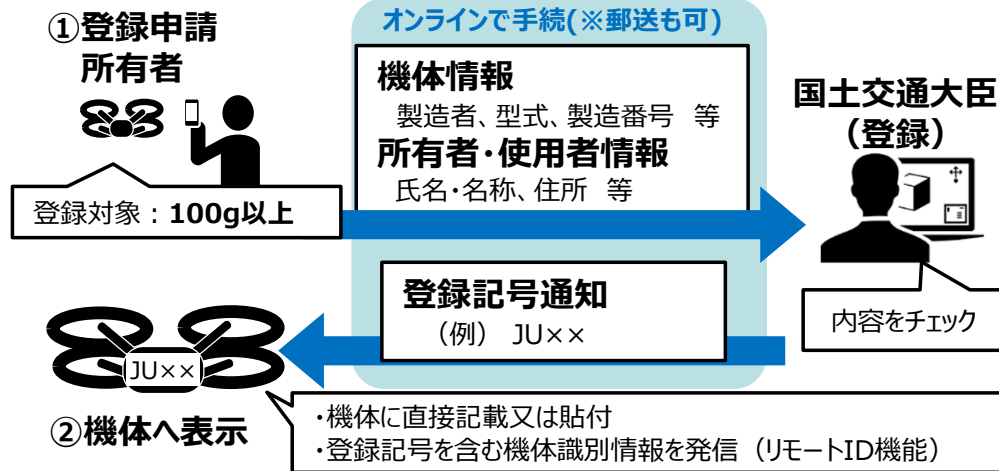 ①登録申請
所有者
登録対象：100g以上
オンラインで手続(※郵送も可)
機体情報
製造者、型式、製造番号　等
所有者・使用者情報
氏名・名称、住所　等
国土交通大臣
（登録）
内容をチェック
登録記号通知
（例）　JU××
JU××
②機体へ表示
・機体に直接記載又は貼付
・登録記号を含む機体識別情報を発信（リモートID機能）